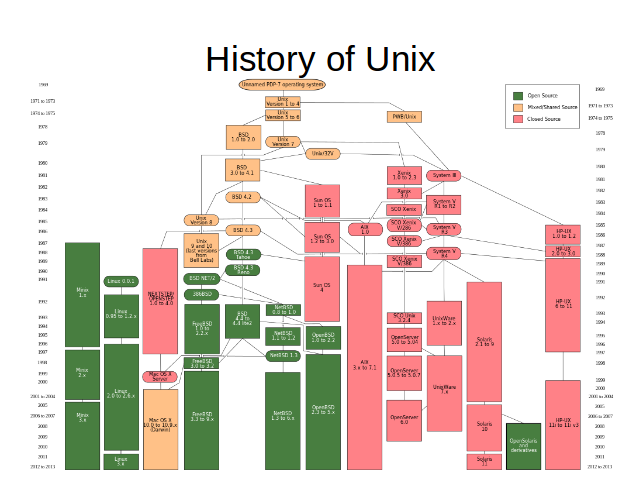 History of Unix
Unnamed PDP-7 operating system
Unix
Version 1 to 4
Unix
Version 5 to 6
PWB/Unix
BSD
1.0 to 2.0
Unix
Version 7
Unix/32V
BSD
3.0 to 4.1
Xenix
1.0 to 2.3
System III
Xenix
3.0
BSD 4.2
Sun OS
1 to 1.1
SCO Xenix
System V
R1 to R2
Unix
Version 8
SCO Xenix
V/286
AIX
1.0
System V
R3
HP-UX
1.0 to 1.2
BSD 4.3
Sun OS
1.2 to 3.0
SCO Xenix
V/386
Unix
9 and 10
(last versions
from
Bell Labs)
BSD 4.3
Tahoe
SCO Xenix
V/386
System V
R4
HP-UX
2.0 to 3.0
BSD 4.3
Reno
BSD NET/2
Linux 0.0.1
Minix
1.x
NEXTSTEP/
OPENSTEP
1.0 to 4.0
386BSD
Sun OS
4
HP-UX
6 to 11
Linux
0.95 to 1.2.x
FreeBSD
1.0 to
2.2.x
BSD
4.4 to
4.4 lite2
NetBSD
0.8 to 1.0
SCO Unix
3.2.4
UnixWare
1.x to 2.x
Solaris
2.1 to 9
NetBSD
1.1 to 1.2
OpenBSD
1.0 to 2.2
OpenServer
5.0 to 5.04
NetBSD 1.3
FreeBSD
3.0 to 3.2
Minix
2.x
Mac OS X
Server
AIX
3.x to 7.1
OpenServer
5.0.5 to 5.0.7
UnixWare
7.x
Linux
2.0 to 2.6.x
Minix
3.x
Mac OS X
10.0 to 10.9.x
(Darwin)
FreeBSD
3.3 to 9.x
NetBSD
1.3 to 6.x
OpenBSD
2.3 to 5.x
OpenServer
6.0
Solaris
10
HP-UX
11i to 11i v3
OpenSolaris
and
derivatives
Linux
3.x
Solaris
11
Open Source
Mixed/Shared Source
Closed Source
1969
1971 to 1973
1974 to 1975
1978
1979
1980
1981
1982
1983
1984
1985
1986
1987
1988
1989
1990
1991
1992
1993
1994
1995
1996
1997
1998
1999
2000
2001 to 2004
2005
2006 to 2007
2008
2009
2010
2011
2012 to 2013